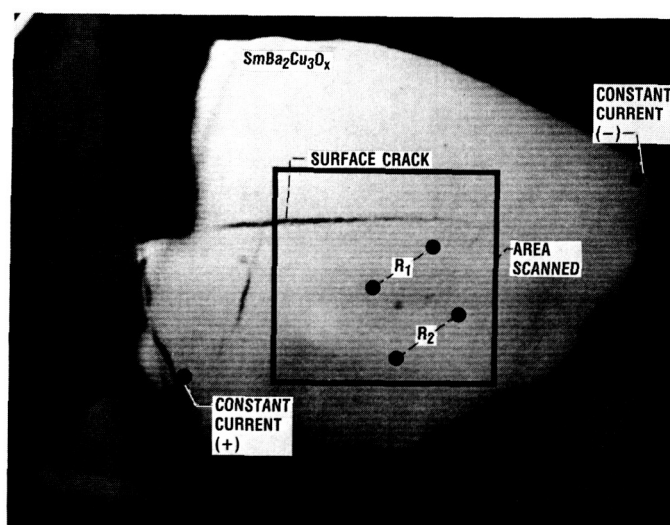 SmBa₂Cu₃Oₓ
CONSTANT
CURRENT
(−)
SURFACE CRACK
AREA
SCANNED
R₁
R₂
CONSTANT
CURRENT
(+)